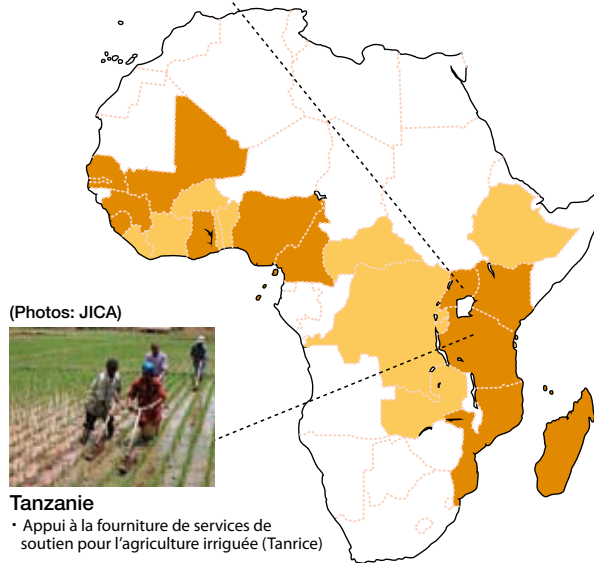 (Photos: JICA)
Tanzanie
・Appui à la fourniture de services de
soutien pour l'agriculture irriguée (Tanrice)